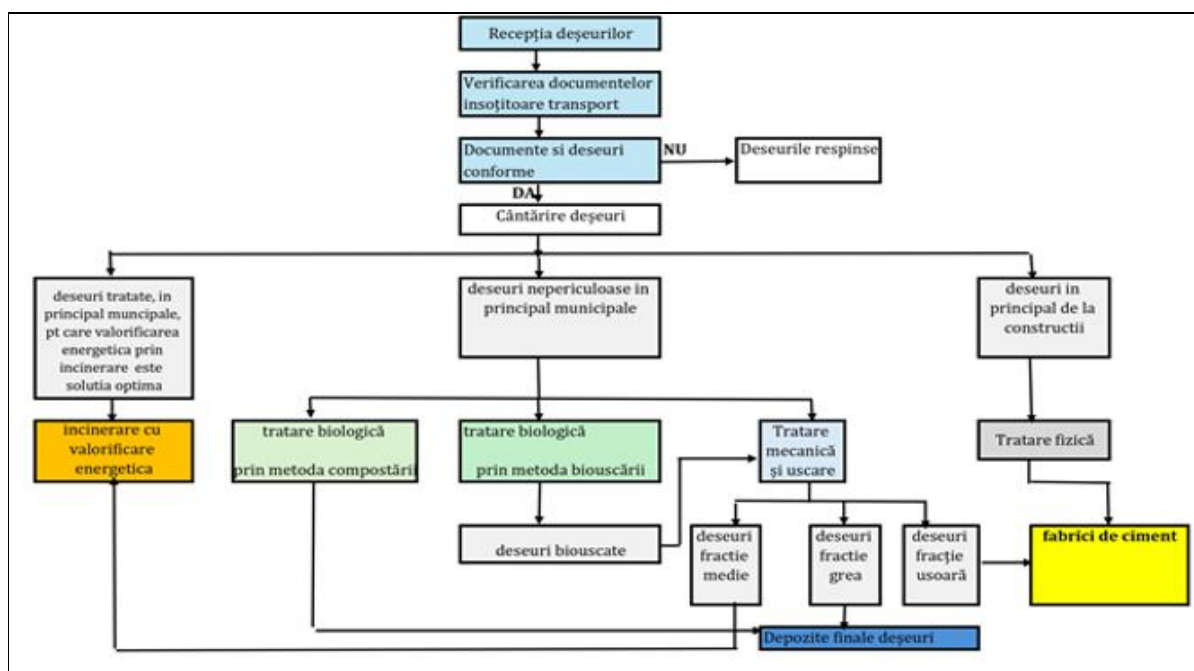 Recepția deșeurilor
Verificarea documentelor
insoțitoare transport
Documente si deseuri
conforme
NU
Deseurile respinse
DA
Cântărire deșeuri
deseuri tratate, in
principal muncipale,
pt care valorificarea
energetica prin
incinerare este
solutia optima
deseuri nepericuloase in
principal municipale
deseuri in
principal de la
constructii
incinerare cu
valorificare
energetica
tratare biologică
prin metoda compostării
tratare biologică
prin metoda biouscării
Tratare
mecanică
și uscare
Tratare fizică
deseuri biouscate
deseuri
fractie
medie
deseuri
fractie
grea
deseuri
fracție
usoară
fabrici de ciment
Depozite finale deșeuri